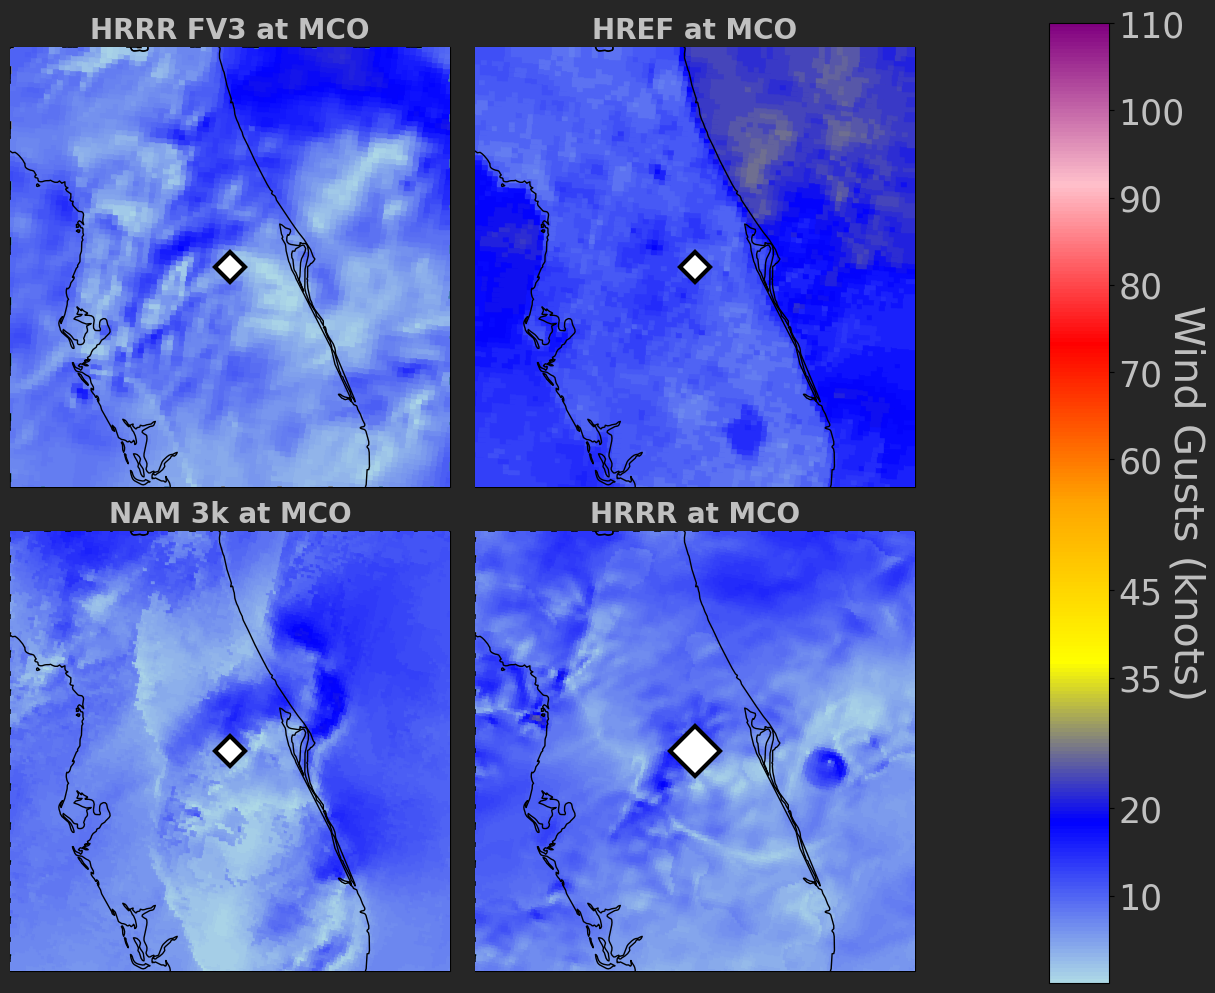 HRRR FV3 at MCO
HREF at MCO
NAM 3k at MCO
HRRR at MCO
110
100
90
80
70
60
45
35
20
10
Wind Gusts (knots)